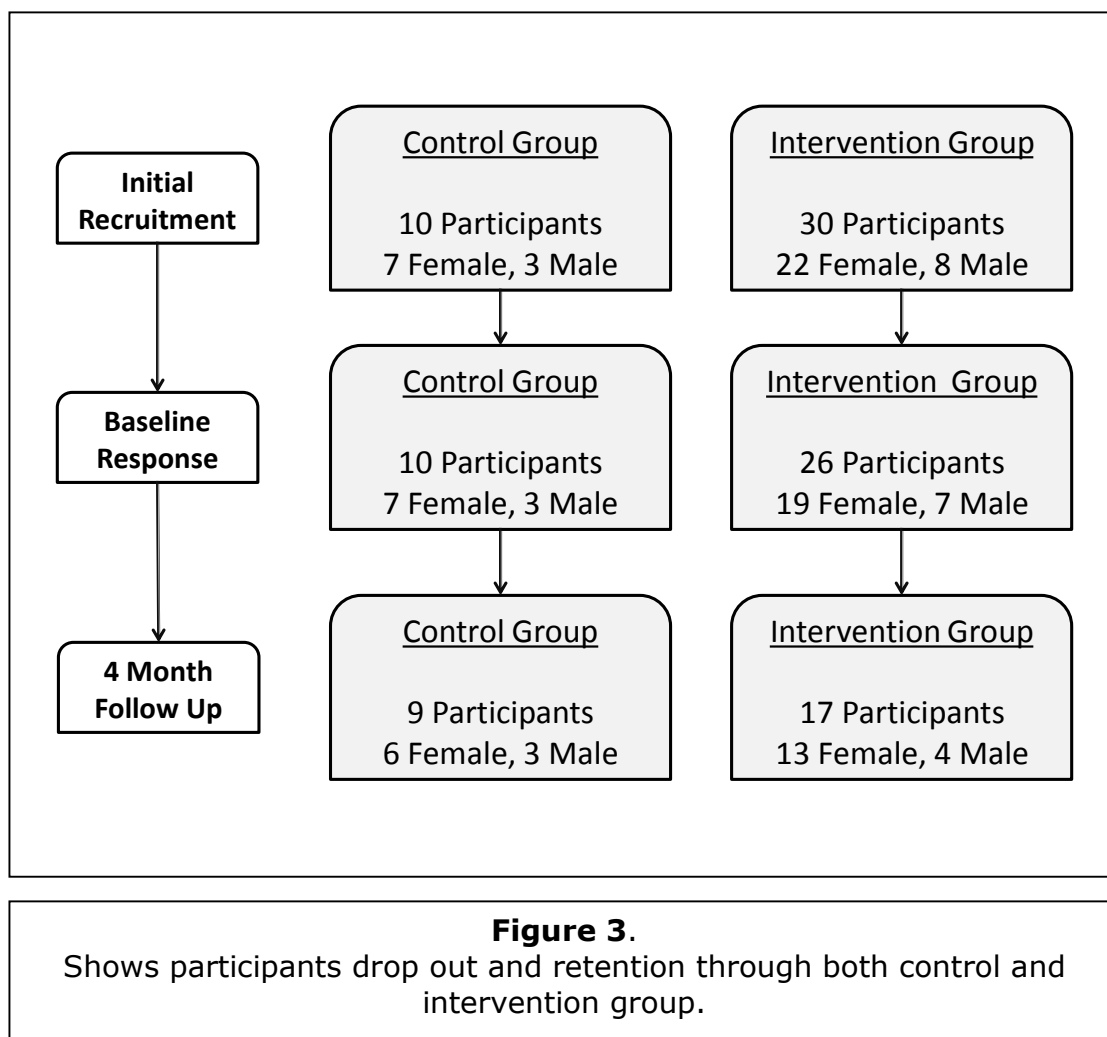 Initial
Recruitment
Control Group
10 Participants
7 Female, 3 Male
Intervention Group
30 Participants
22 Female, 8 Male
Baseline
Response
Control Group
10 Participants
7 Female, 3 Male
Intervention Group
26 Participants
19 Female, 7 Male
4 Month
Follow Up
Control Group
9 Participants
6 Female, 3 Male
Intervention Group
17 Participants
13 Female, 4 Male
Figure 3.
Shows participants drop out and retention through both control and
intervention group.